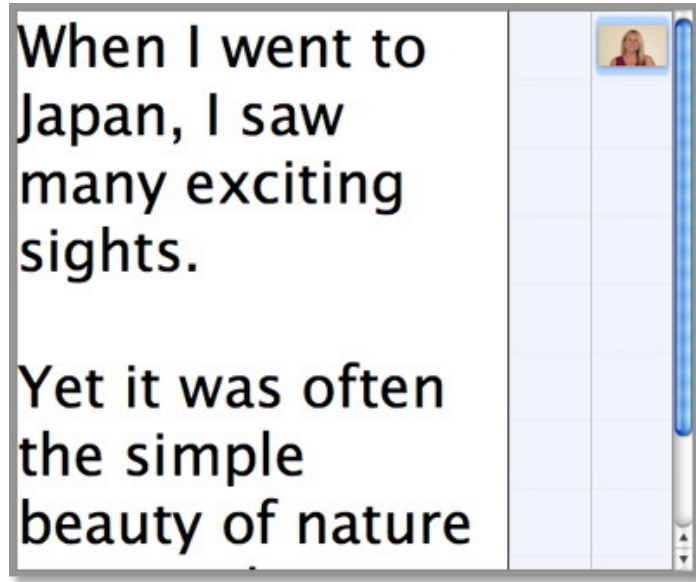 When I went to
Japan, I saw
many exciting
sights.
Yet it was often
the simple
beauty of nature